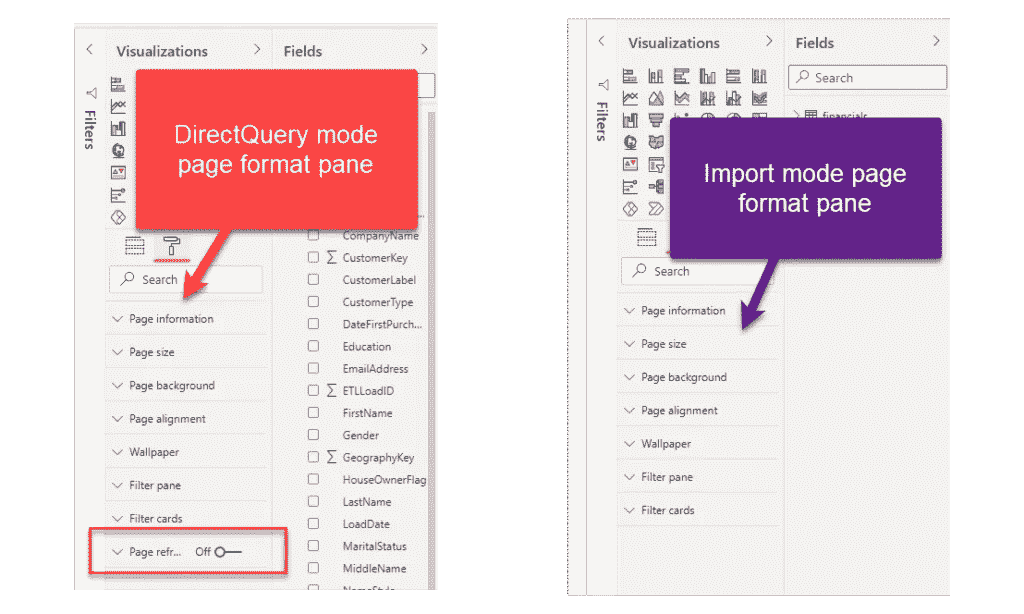 Visualizations
Fields
Filters
DirectQuery mode
page format pane
Search
Page information
Page size
Page background
Page alignment
Wallpaper
Filter pane
Filter cards
Page refr... Off
CompanyName
CustomerKey
CustomerLabel
CustomerType
DateFirstPurch...
Education
EmailAddress
ETLLoadID
FirstName
Gender
GeographyKey
HouseOwnerFlag
LastName
LoadDate
MaritalStatus
MiddleName
NameStyle
Visualizations
Fields
Filters
Search
financials
Import mode page
format pane
Search
Page information
Page size
Page background
Page alignment
Wallpaper
Filter pane
Filter cards